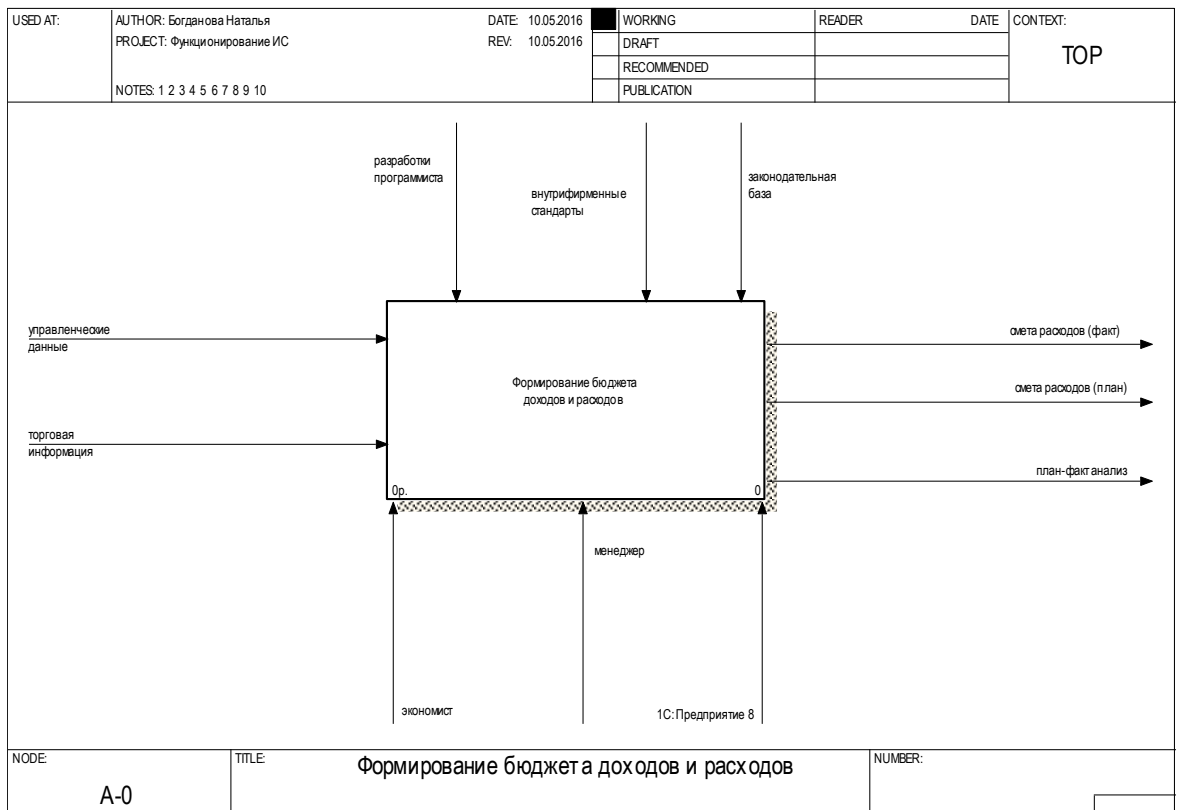 USED AT:
AUTHOR: Богданова Наталья
DATE: 10.05.2016
WORKING
READER
DATE
CONTEXT:
PROJECT: Функционирование ИС
REV: 10.05.2016
DRAFT
TOP
RECOMMENDED
NOTES: 1 2 3 4 5 6 7 8 9 10
PUBLICATION
разработки
программиста
внутрифирменные
стандарты
законодательная
база
управленческие
данные
смета расходов (факт)
Формирование бюджета
доходов и расходов
смета расходов (план)
торговая
информация
план-факт анализ
0р.
0
менеджер
экономист
1С: Предприятие 8
NODE:
TITLE:
Формирование бюджета доходов и расходов
NUMBER:
A-0